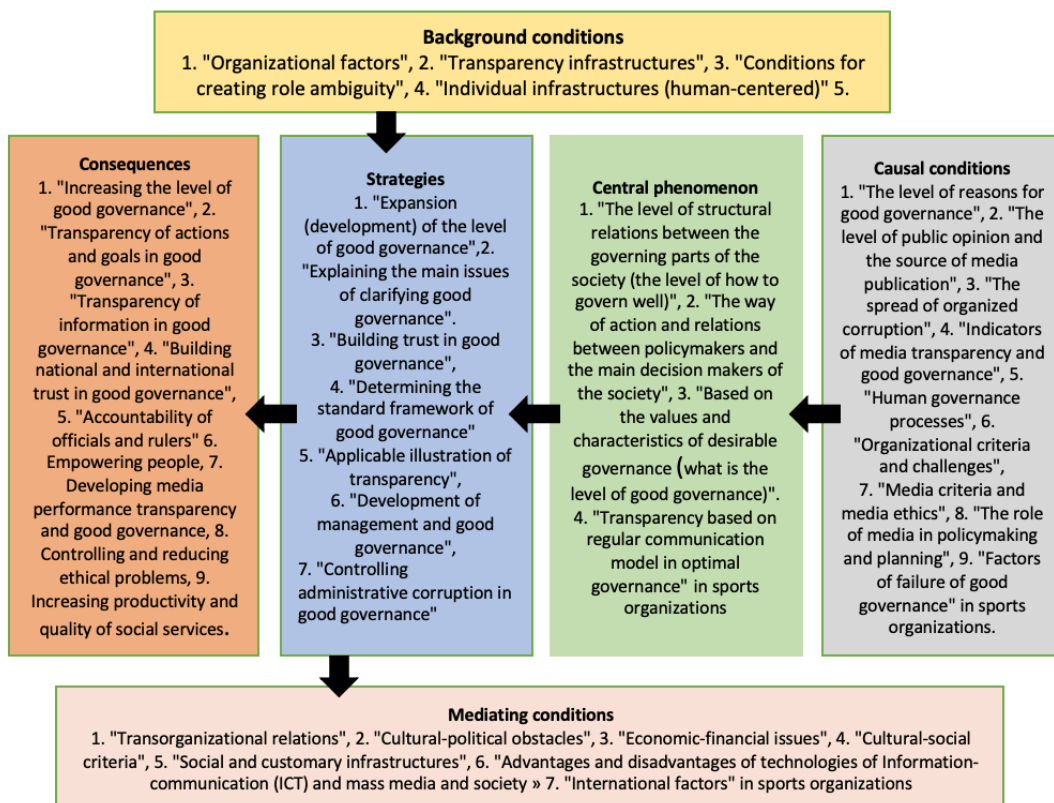 Background conditions
1. "Organizational factors", 2. "Transparency infrastructures", 3. "Conditions for
creating role ambiguity", 4. "Individual infrastructures (human-centered)" 5.
Consequences
1. "Increasing the level of
good governance", 2.
"Transparency of actions
and goals in good
governance", 3.
"Transparency of
information in good
governance", 4. "Building
national and international
trust in good governance",
5. "Accountability of
officials and rulers" 6.
Empowering people, 7.
Developing media
performance transparency
and good governance, 8.
Controlling and reducing
ethical problems, 9.
Increasing productivity and
quality of social services.
Strategies
1. "Expansion
(development) of the level
of good governance",2.
"Explaining the main issues
of clarifying good
governance".
3. "Building trust in good
governance",
4. "Determining the
standard framework of
good governance"
5. "Applicable illustration of
transparency",
6. "Development of
management and good
governance",
7. "Controlling
administrative corruption in
good governance"
Central phenomenon
1. "The level of structural
relations between the
governing parts of the
society (the level of how to
govern well)", 2. "The way
of action and relations
between policymakers and
the main decision makers of
the society", 3. "Based on
the values and
characteristics of desirable
governance (what is the
level of good governance)".
4. "Transparency based on
regular communication
model in optimal
governance" in sports
organizations
Causal conditions
1. "The level of reasons for
good governance", 2. "The
level of public opinion and
the source of media
publication", 3. "The
spread of organized
corruption", 4. "Indicators
of media transparency and
good governance", 5.
"Human governance
processes", 6.
"Organizational criteria
and challenges",
7. "Media criteria and
media ethics", 8. "The role
of media in policymaking
and planning", 9. "Factors
of failure of good
governance" in sports
organizations.
Mediating conditions
1. "Transorganizational relations", 2. "Cultural-political obstacles", 3. "Economic-financial issues", 4. "Cultural-social
criteria", 5. "Social and customary infrastructures", 6. "Advantages and disadvantages of technologies of Information-
communication (ICT) and mass media and society » 7. "International factors" in sports organizations